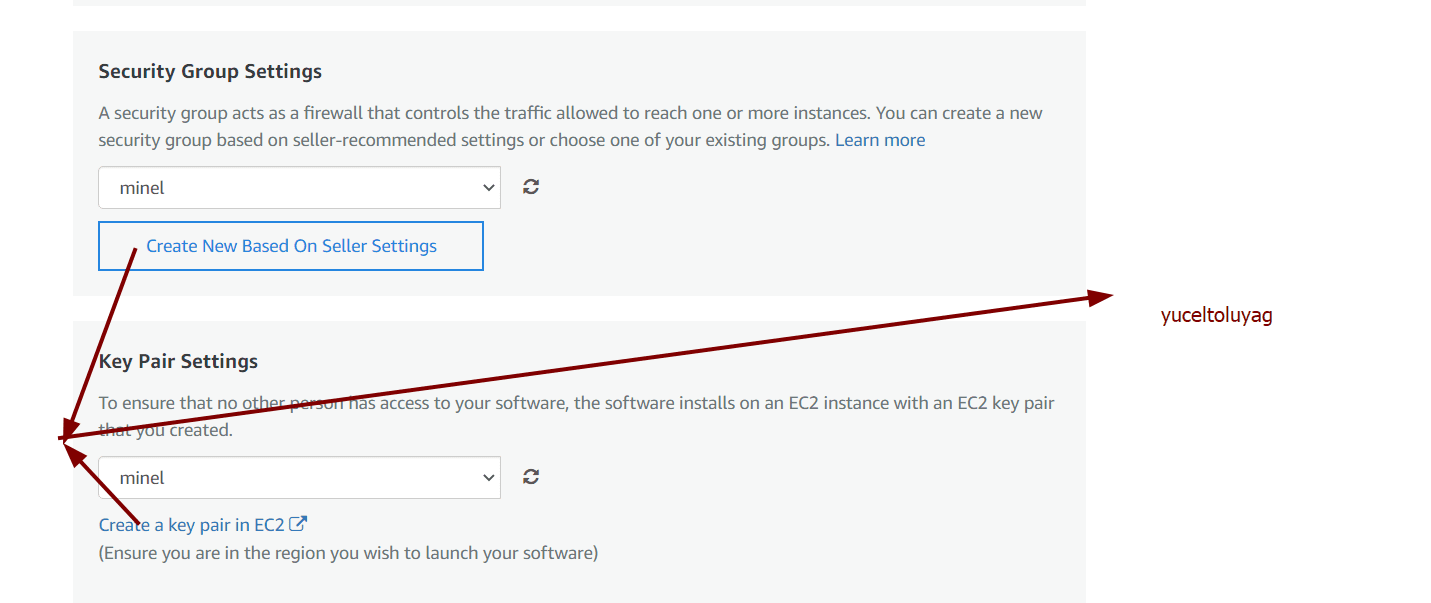 Security Group Settings
A security group acts as a firewall that controls the traffic allowed to reach one or more instances. You can create a new
security group based on seller-recommended settings or choose one of your existing groups. Learn more
minel
Create New Based On Seller Settings
yuceltoluyag
Key Pair Settings
To ensure that no other person has access to your software, the software installs on an EC2 instance with an EC2 key pair
that you created.
minel
Create a key pair in EC2
(Ensure you are in the region you wish to launch your software)